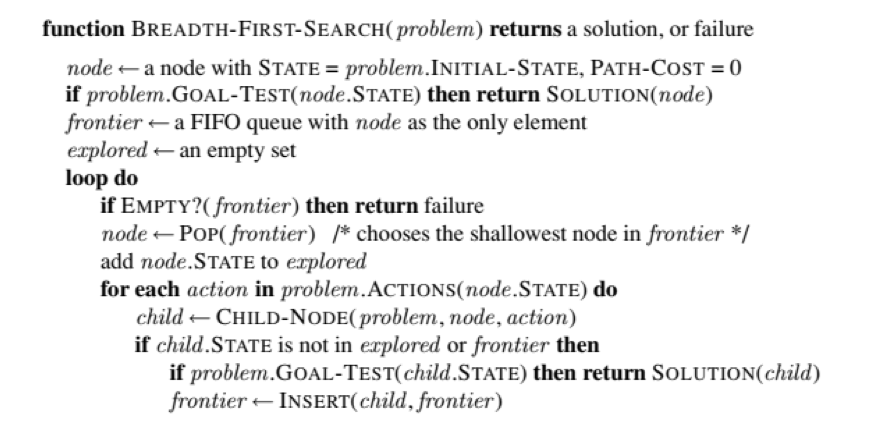 function BREADTH-FIRST-SEARCH(problem) returns a solution, or failure
node ← a node with STATE = problem.INITIAL-STATE, PATH-COST = 0
if problem.GOAL-TEST(node.STATE) then return SOLUTION(node)
frontier ← a FIFO queue with node as the only element
explored ← an empty set
loop do
if EMPTY?(frontier) then return failure
node ← POP(frontier) /* chooses the shallowest node in frontier */
add node.STATE to explored
for each action in problem.ACTIONS(node.STATE) do
child ← CHILD-NODE(problem, node, action)
if child.STATE is not in explored or frontier then
if problem.GOAL-TEST(child.STATE) then return SOLUTION(child)
frontier ← INSERT(child, frontier)